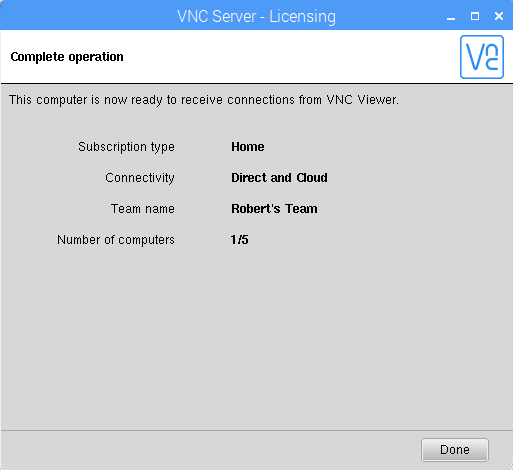 VNC Server - Licensing
Complete operation
VNC
This computer is now ready to receive connections from VNC Viewer.
Subscription type Home
Connectivity Direct and Cloud
Team name Robert's Team
Number of computers 1/5
Done